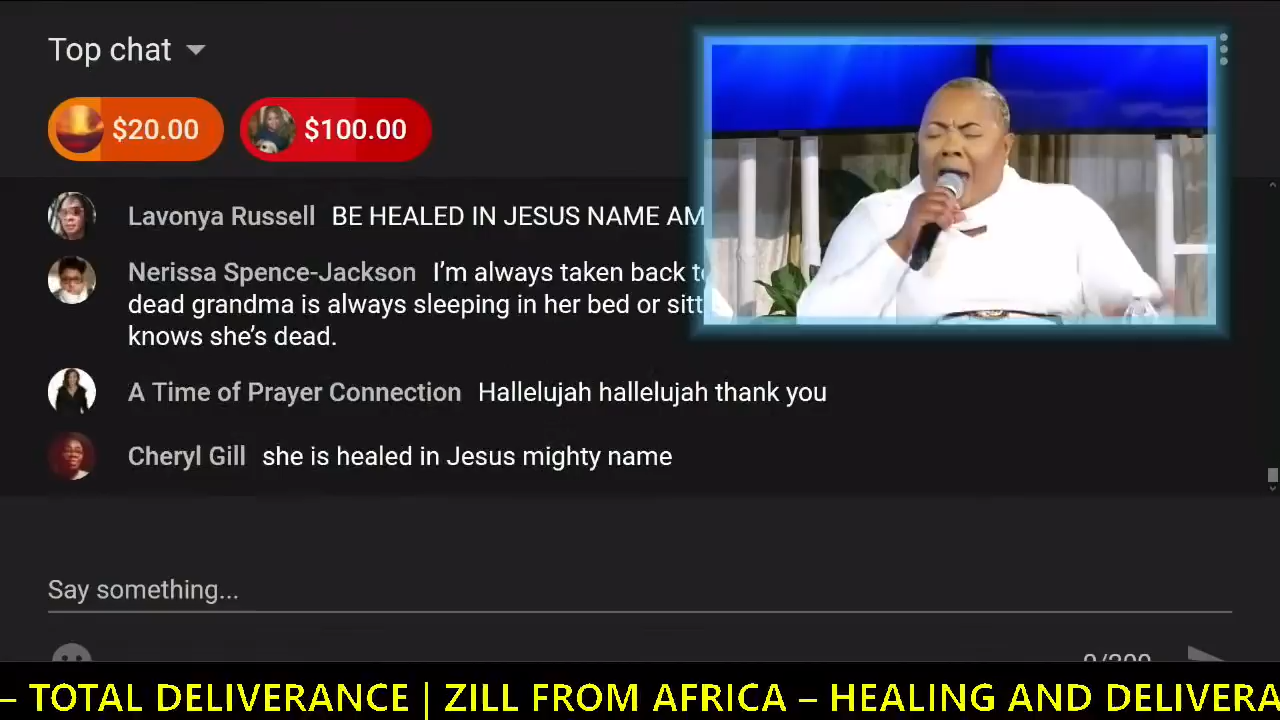 Top chat
$20.00 $100.00
Lavonya Russell BE HEALED IN JESUS NAME AM
Nerissa Spence-Jackson I’m always taken back
dead grandma is always sleeping in her bed or
knows she’s dead.
A Time of Prayer Connection Hallelujah hallelujah thank you
Cheryl Gill she is healed in Jesus mighty name
Say something...
– TOTAL DELIVERANCE | ZILL FROM AFRICA – HEALING AND DELIVERA